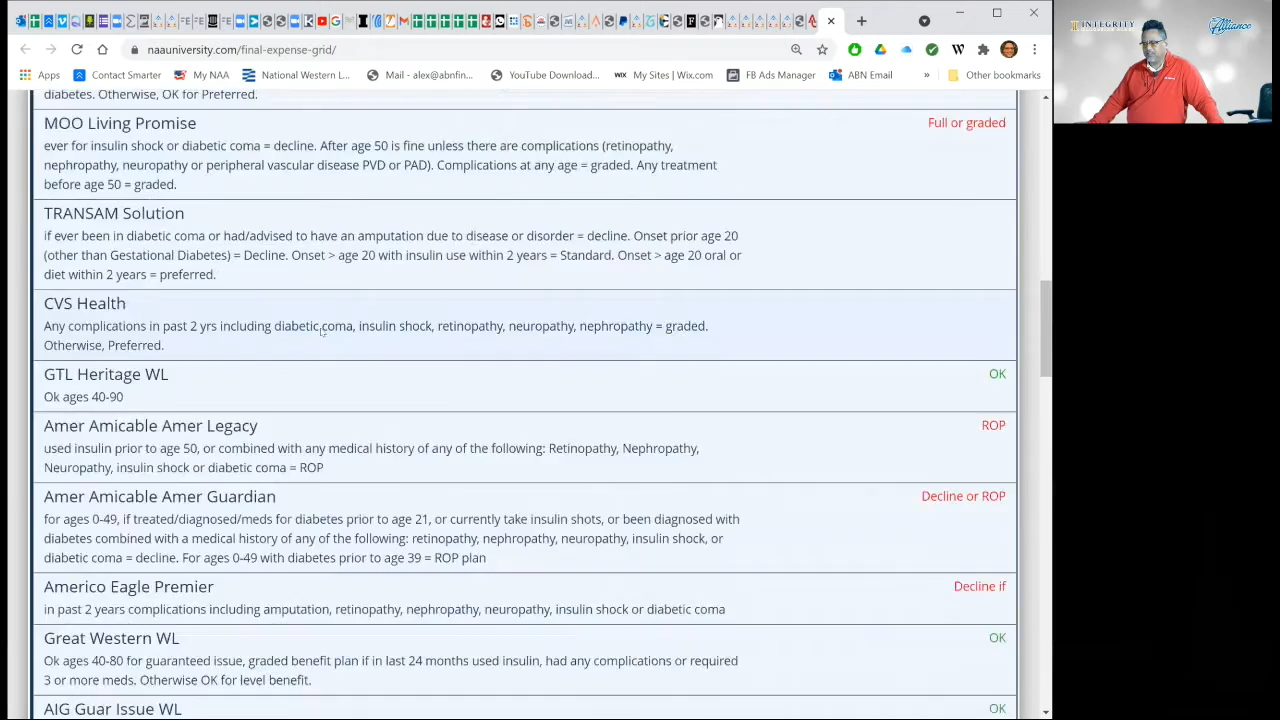 naauniversity.com/final-expense-grid/
Apps Contact Smarter My NAA National Western L... Mail - alex@abnfin... YouTube Download... WIX My Sites | Wix.com FB Ads Manager ABN Email » Other bookmarks
INTEGRITY
Alliance
diabetes. Otherwise, OK for Preferred.
MOO Living Promise
Full or graded
ever for insulin shock or diabetic coma = decline. After age 50 is fine unless there are complications (retinopathy,
nephropathy, neuropathy or peripheral vascular disease PVD or PAD). Complications at any age = graded. Any treatment
before age 50 = graded.
TRANSAM Solution
if ever been in diabetic coma or had/advised to have an amputation due to disease or disorder = decline. Onset prior age 20
(other than Gestational Diabetes) = Decline. Onset > age 20 with insulin use within 2 years = Standard. Onset > age 20 oral or
diet within 2 years = preferred.
CVS Health
Any complications in past 2 yrs including diabetic coma, insulin shock, retinopathy, neuropathy, nephropathy = graded.
Otherwise, Preferred.
GTL Heritage WL
OK
Ok ages 40-90
Amer Amicable Amer Legacy
ROP
used insulin prior to age 50, or combined with any medical history of any of the following: Retinopathy, Nephropathy,
Neuropathy, insulin shock or diabetic coma = ROP
Amer Amicable Amer Guardian
Decline or ROP
for ages 0-49, if treated/diagnosed/meds for diabetes prior to age 21, or currently take insulin shots, or been diagnosed with
diabetes combined with a medical history of any of the following: retinopathy, nephropathy, neuropathy, insulin shock, or
diabetic coma = decline. For ages 0-49 with diabetes prior to age 39 = ROP plan
Americo Eagle Premier
Decline if
in past 2 years complications including amputation, retinopathy, nephropathy, neuropathy, insulin shock or diabetic coma
Great Western WL
OK
Ok ages 40-80 for guaranteed issue, graded benefit plan if in last 24 months used insulin, had any complications or required
3 or more meds. Otherwise OK for level benefit.
AIG Guar Issue WL
OK